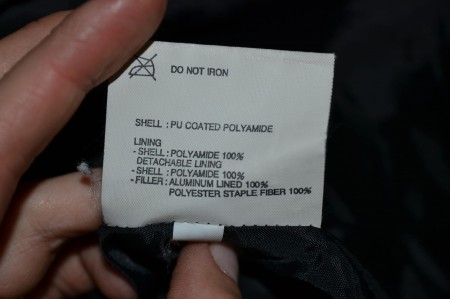 DO NOT IRON
SHELL : PU COATED POLYAMIDE
LINING
- SHELL : POLYAMIDE 100%
DETACHABLE LINING
- SHELL : POLYAMIDE 100%
- FILLER : ALUMINUM LINED 100%
POLYESTER STAPLE FIBER 100%